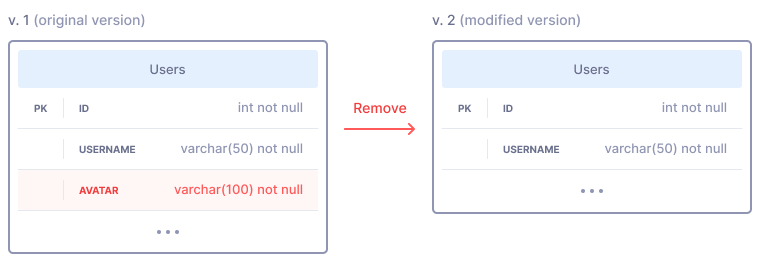 v. 1 (original version)
Users
PK ID int not null
USERNAME varchar(50) not null
AVATAR varchar(100) not null
Remove
v. 2 (modified version)
Users
PK ID int not null
USERNAME varchar(50) not null